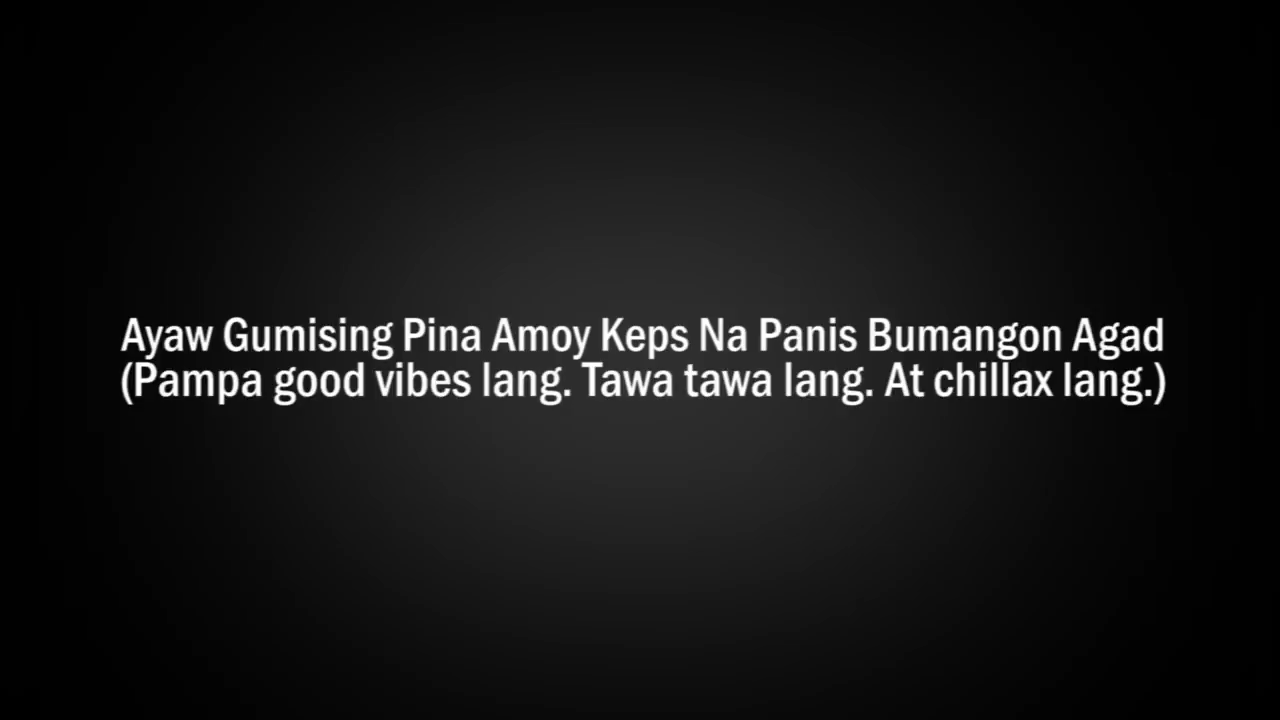 Ayaw Gumising Pina Amoy Keps Na Panis Bumangon Agad
(Pampa good vibes lang. Tawa tawa lang. At chillax lang.)